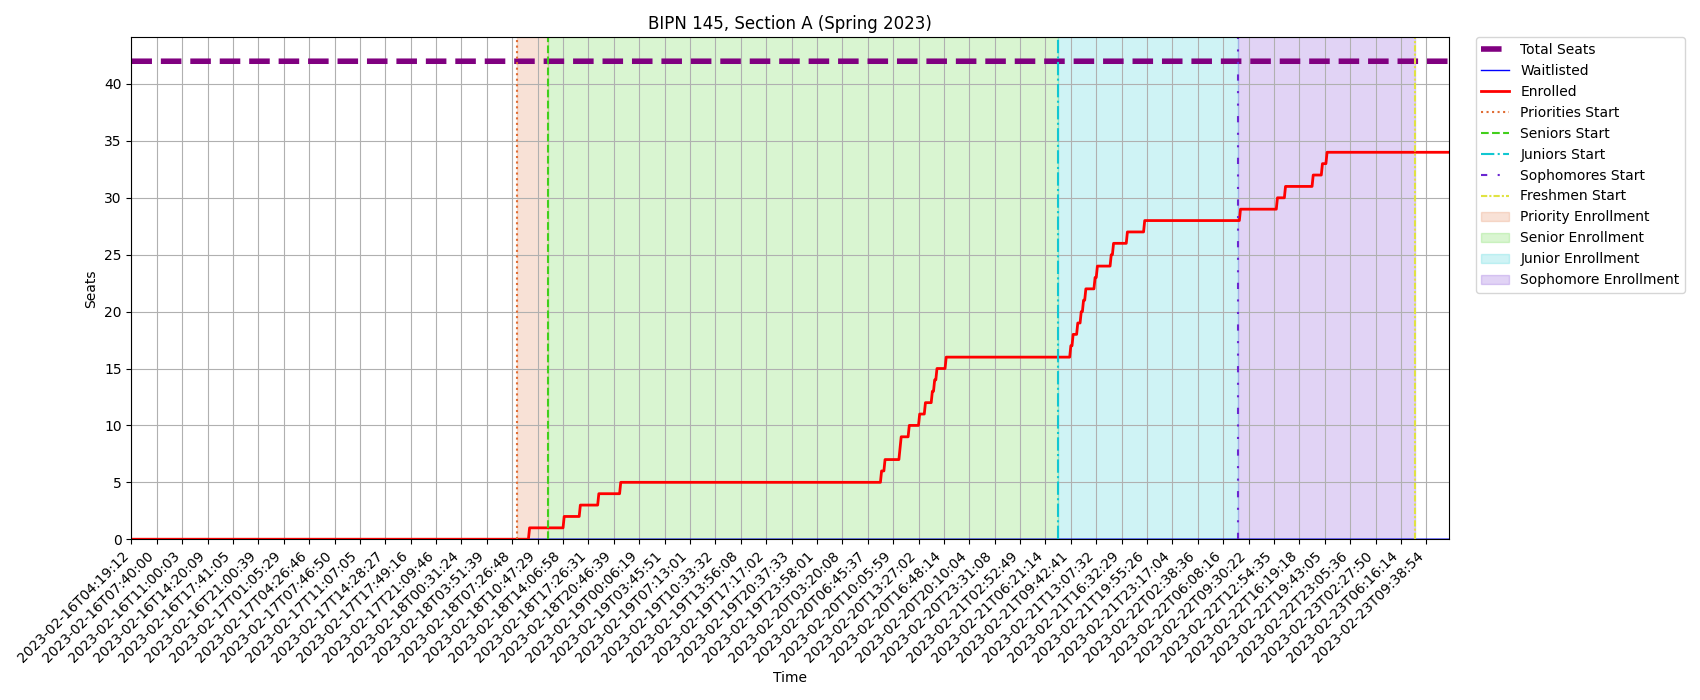 BIPN 145, Section A (Spring 2023)
Total Seats
Waitlisted
Enrolled
Priorities Start
Seniors Start
Juniors Start
Sophomores Start
Freshmen Start
Priority Enrollment
Senior Enrollment
Junior Enrollment
Sophomore Enrollment
Seats
40
35
30
25
20
15
10
5
0
2023-02-16T04:19:12
2023-02-16T07:40:00
2023-02-16T11:00:03
2023-02-16T14:20:09
2023-02-16T17:41:05
2023-02-16T21:00:39
2023-02-17T01:05:29
2023-02-17T04:26:46
2023-02-17T07:46:50
2023-02-17T11:07:05
2023-02-17T14:28:27
2023-02-17T17:49:16
2023-02-17T21:09:46
2023-02-18T00:31:24
2023-02-18T03:51:39
2023-02-18T07:26:48
2023-02-18T10:47:29
2023-02-18T14:06:58
2023-02-18T17:26:31
2023-02-18T20:46:39
2023-02-19T00:06:19
2023-02-19T03:45:51
2023-02-19T07:13:01
2023-02-19T10:33:32
2023-02-19T13:56:08
2023-02-19T17:17:02
2023-02-19T20:37:33
2023-02-19T23:58:01
2023-02-20T03:20:08
2023-02-20T06:45:37
2023-02-20T10:05:59
2023-02-20T13:27:02
2023-02-20T16:48:14
2023-02-20T20:10:04
2023-02-20T23:31:08
2023-02-21T02:52:49
2023-02-21T06:21:14
2023-02-21T09:42:41
2023-02-21T13:07:32
2023-02-21T16:32:29
2023-02-21T19:55:26
2023-02-21T23:17:04
2023-02-22T02:38:36
2023-02-22T06:08:16
2023-02-22T09:30:22
2023-02-22T12:54:35
2023-02-22T16:19:18
2023-02-22T19:43:05
2023-02-22T23:05:36
2023-02-23T02:27:50
2023-02-23T06:16:14
2023-02-23T09:38:54
Time